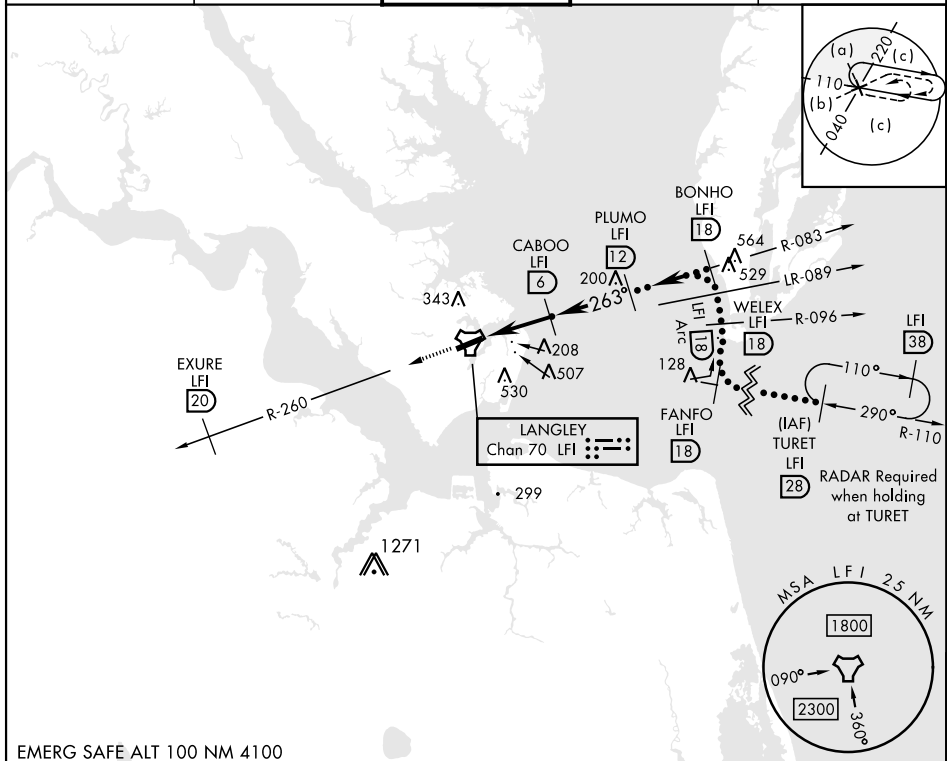 (a)
220
(c)
110
(b)
040
(c)
BONHO
LFI
18
PLUMO
LFI
12
564
R-083
CABOO
LFI
6
200
529
LR-089
263°
343
WELEX
LFI
18
R-096
LFI
Arc
18
LFI
38
208
507
128
110°
EXURE
LFI
20
530
290°
R-110
R-260
FANFO
LFI
18
(IAF)
TURET
LFI
28
LANGLEY
Chan 70 LFI
RADAR Required
when holding
at TURET
299
1271
MSA LFI 25 NM
1800
090°
2300
360°
EMERG SAFE ALT 100 NM 4100